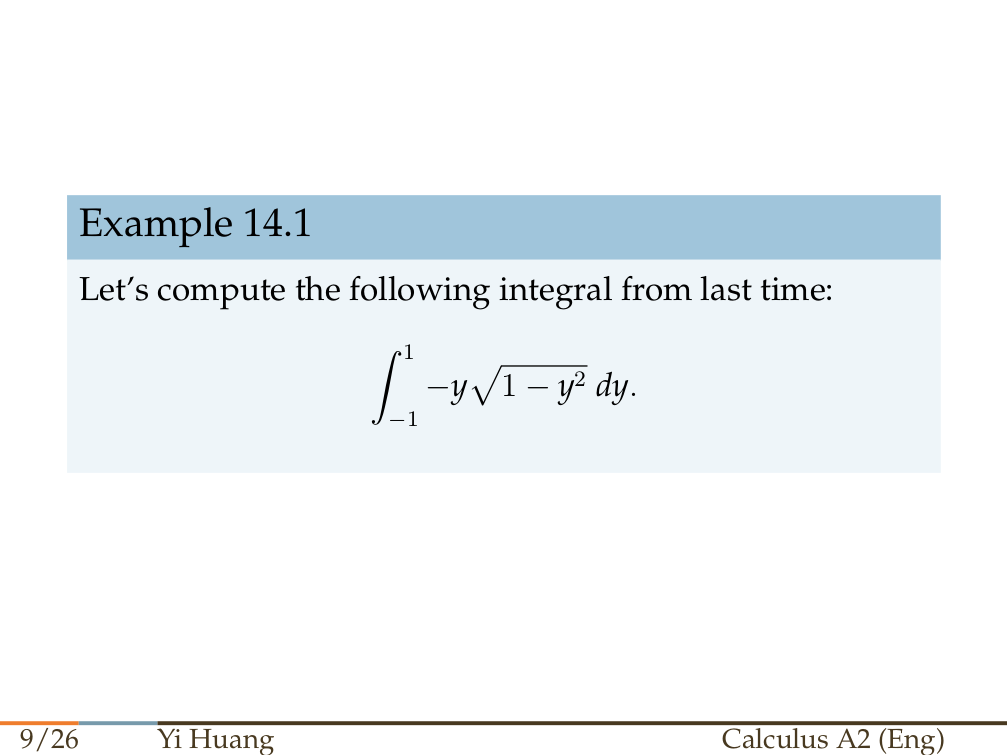 Example 14.1
Let's compute the following integral from last time:
∫_{−1}^{1} −y√(1 − y²) dy.
9/26 Yi Huang Calculus A2 (Eng)